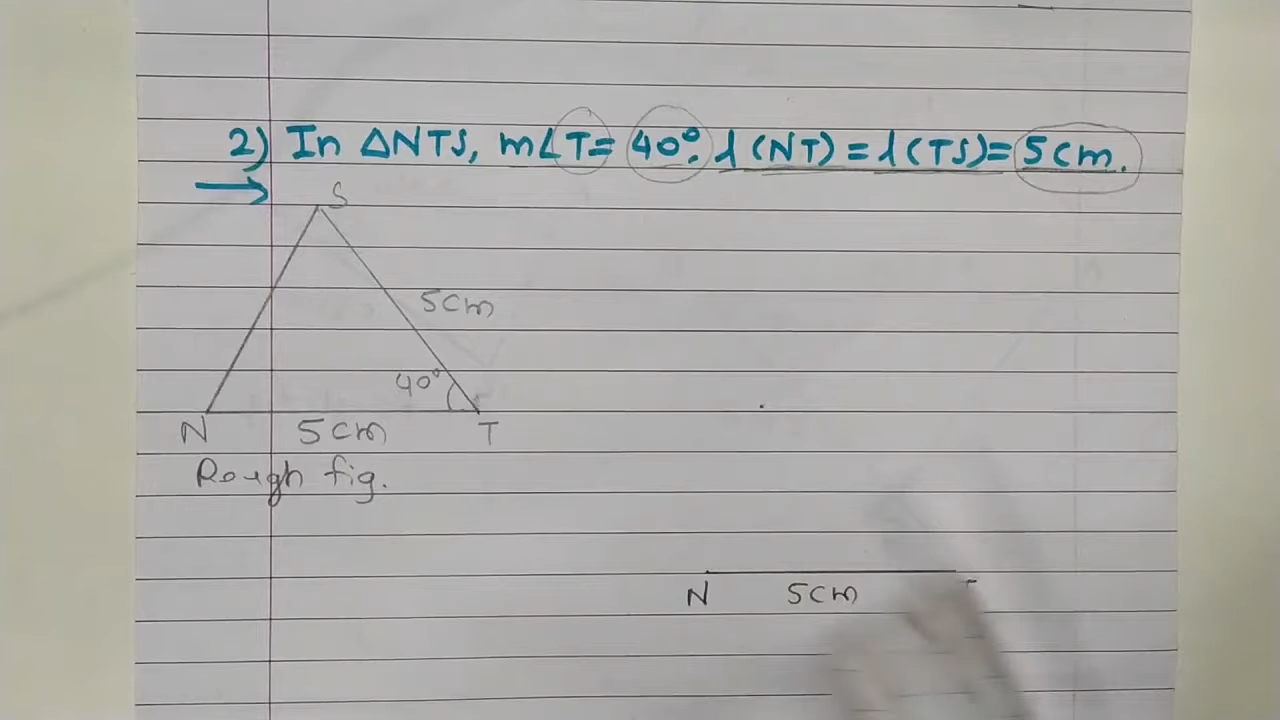 2) In ΔNTS, m∠T= 40°. l(NT) = l(TS)= 5cm.
S
5cm
40°
N 5cm T
Rough fig.
N 5cm